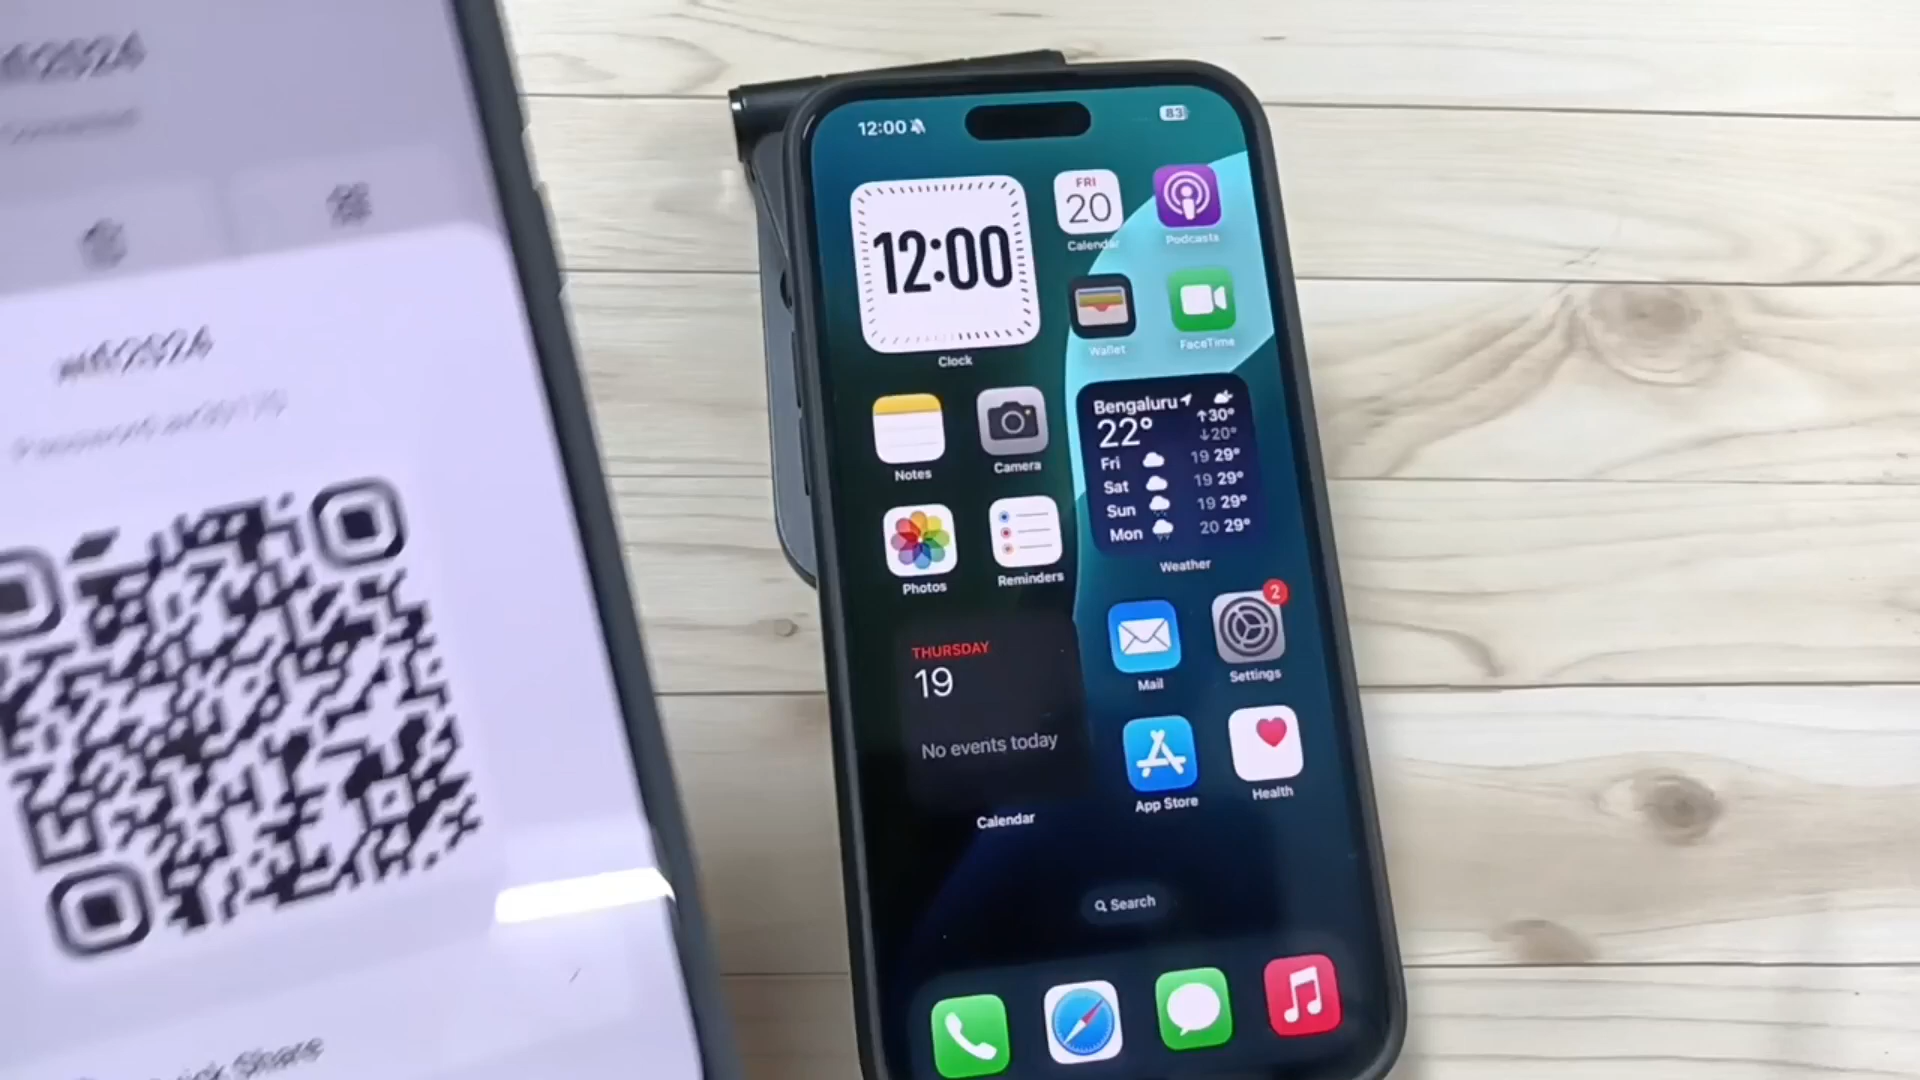 12:00
83
12:00
Clock
FRI
20
Calendar
Podcasts
Wallet
FaceTime
Notes
Camera
Bengaluru
22°
↑30°
↓20°
Fri 19 29°
Sat 19 29°
Sun 19 29°
Mon 20 29°
Weather
Photos
Reminders
THURSDAY
19
No events today
Calendar
Mail
2
Settings
App Store
Health
Search
Share